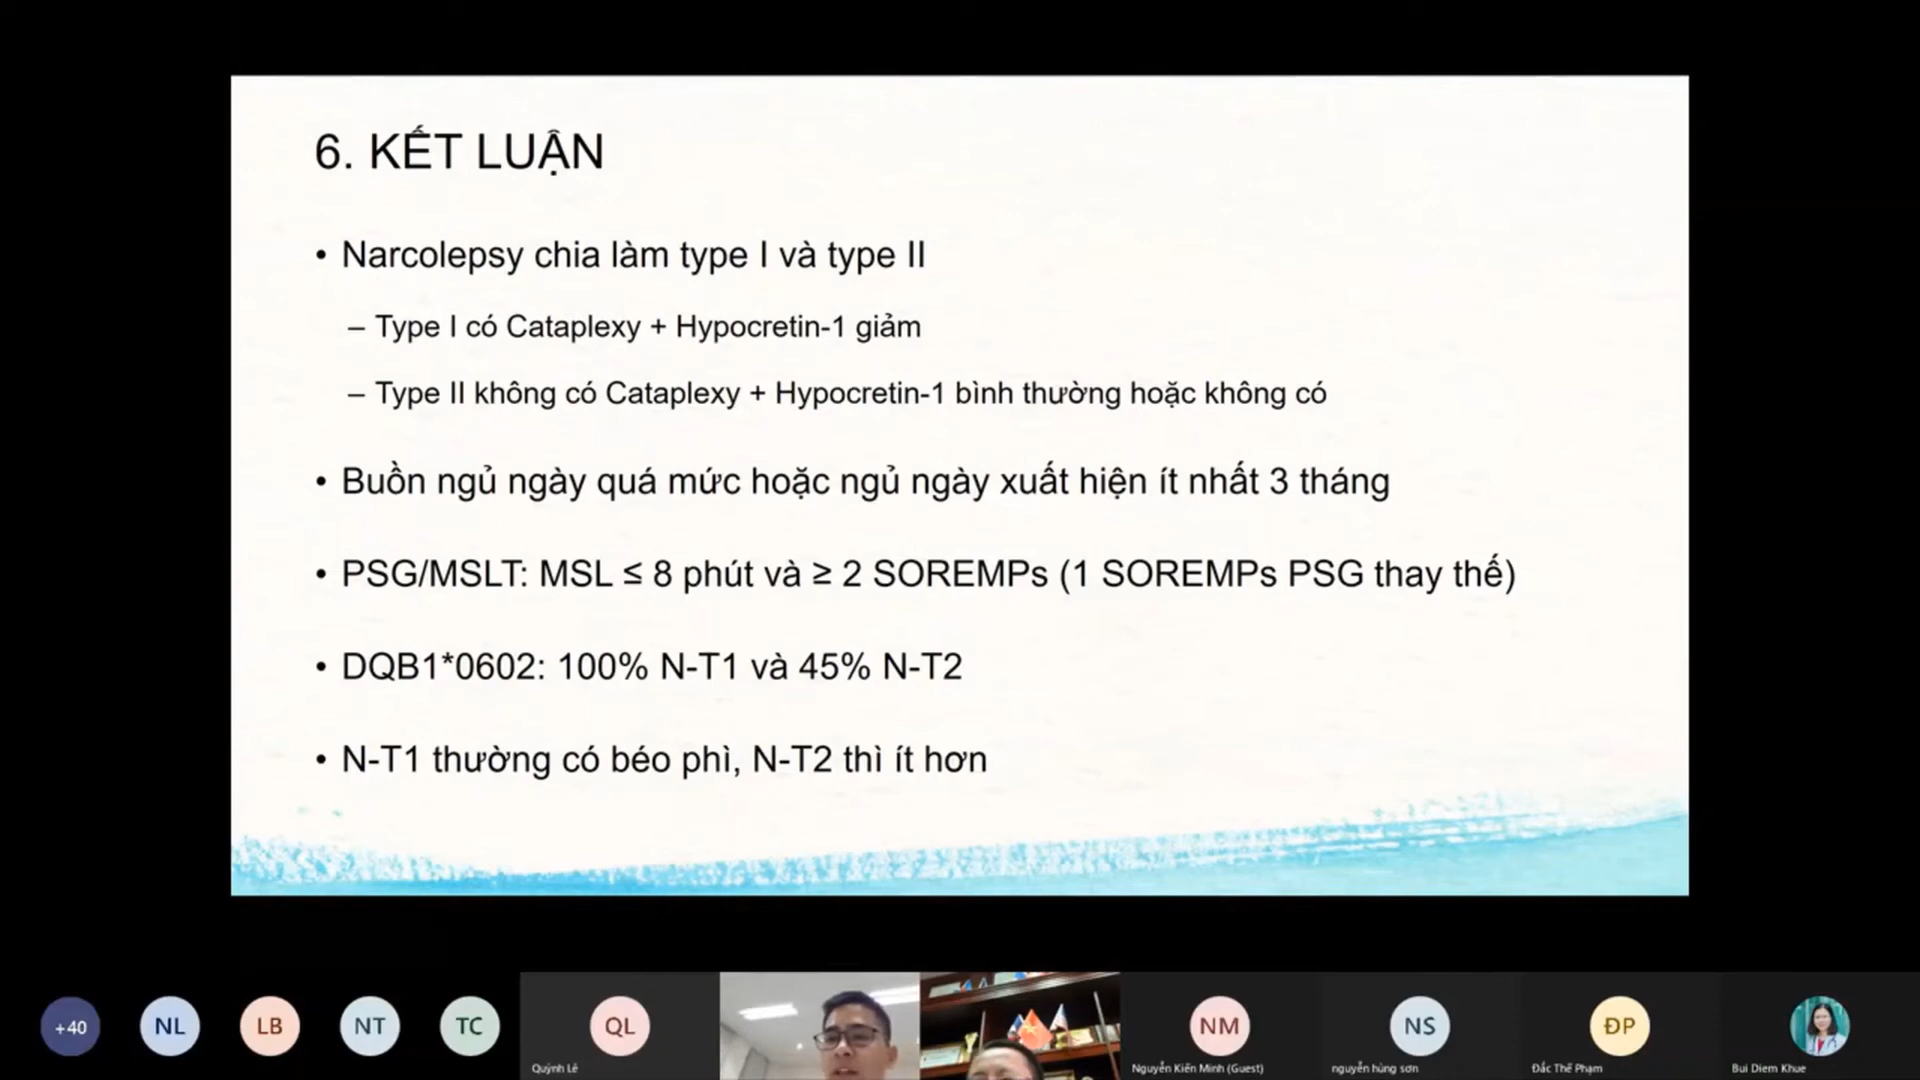 6. KẾT LUẬN
• Narcolepsy chia làm type I và type II
– Type I có Cataplexy + Hypocretin-1 giảm
– Type II không có Cataplexy + Hypocretin-1 bình thường hoặc không có
• Buồn ngủ ngày quá mức hoặc ngủ ngày xuất hiện ít nhất 3 tháng
• PSG/MSLT: MSL ≤ 8 phút và ≥ 2 SOREMPs (1 SOREMPs PSG thay thế)
• DQB1*0602: 100% N-T1 và 45% N-T2
• N-T1 thường có béo phì, N-T2 thì ít hơn
+40 NL LB NT TC QL NM NS ĐP
Quỳnh Lê Nguyễn Kiến Minh (Guest) nguyễn hùng sơn Đắc Thế Phạm Bui Diem Khue